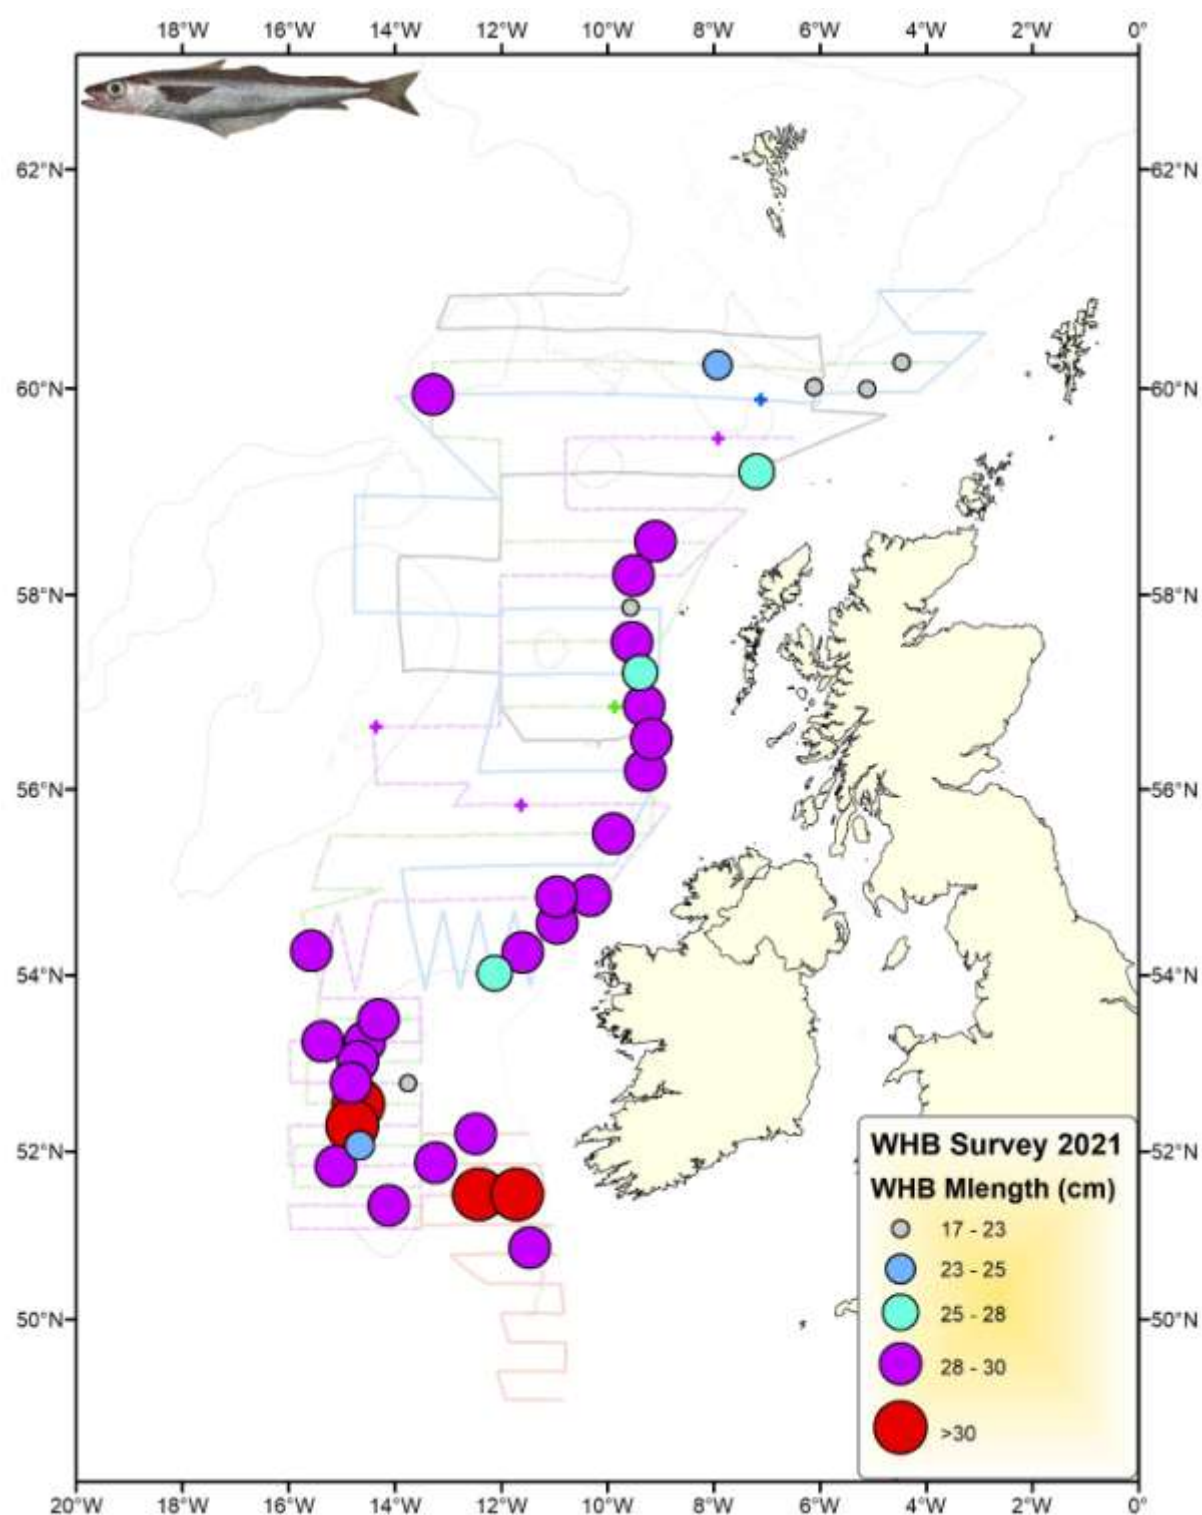 18°W 16°W 14°W 12°W 10°W 8°W 6°W 4°W 2°W 0°
62°N 62°N
60°N 60°N
58°N 58°N
56°N 56°N
54°N 54°N
52°N 52°N
50°N 50°N
WHB Survey 2021
WHB Mlength (cm)
17 - 23
23 - 25
25 - 28
28 - 30
>30
20°W 18°W 16°W 14°W 12°W 10°W 8°W 6°W 4°W 2°W 0°